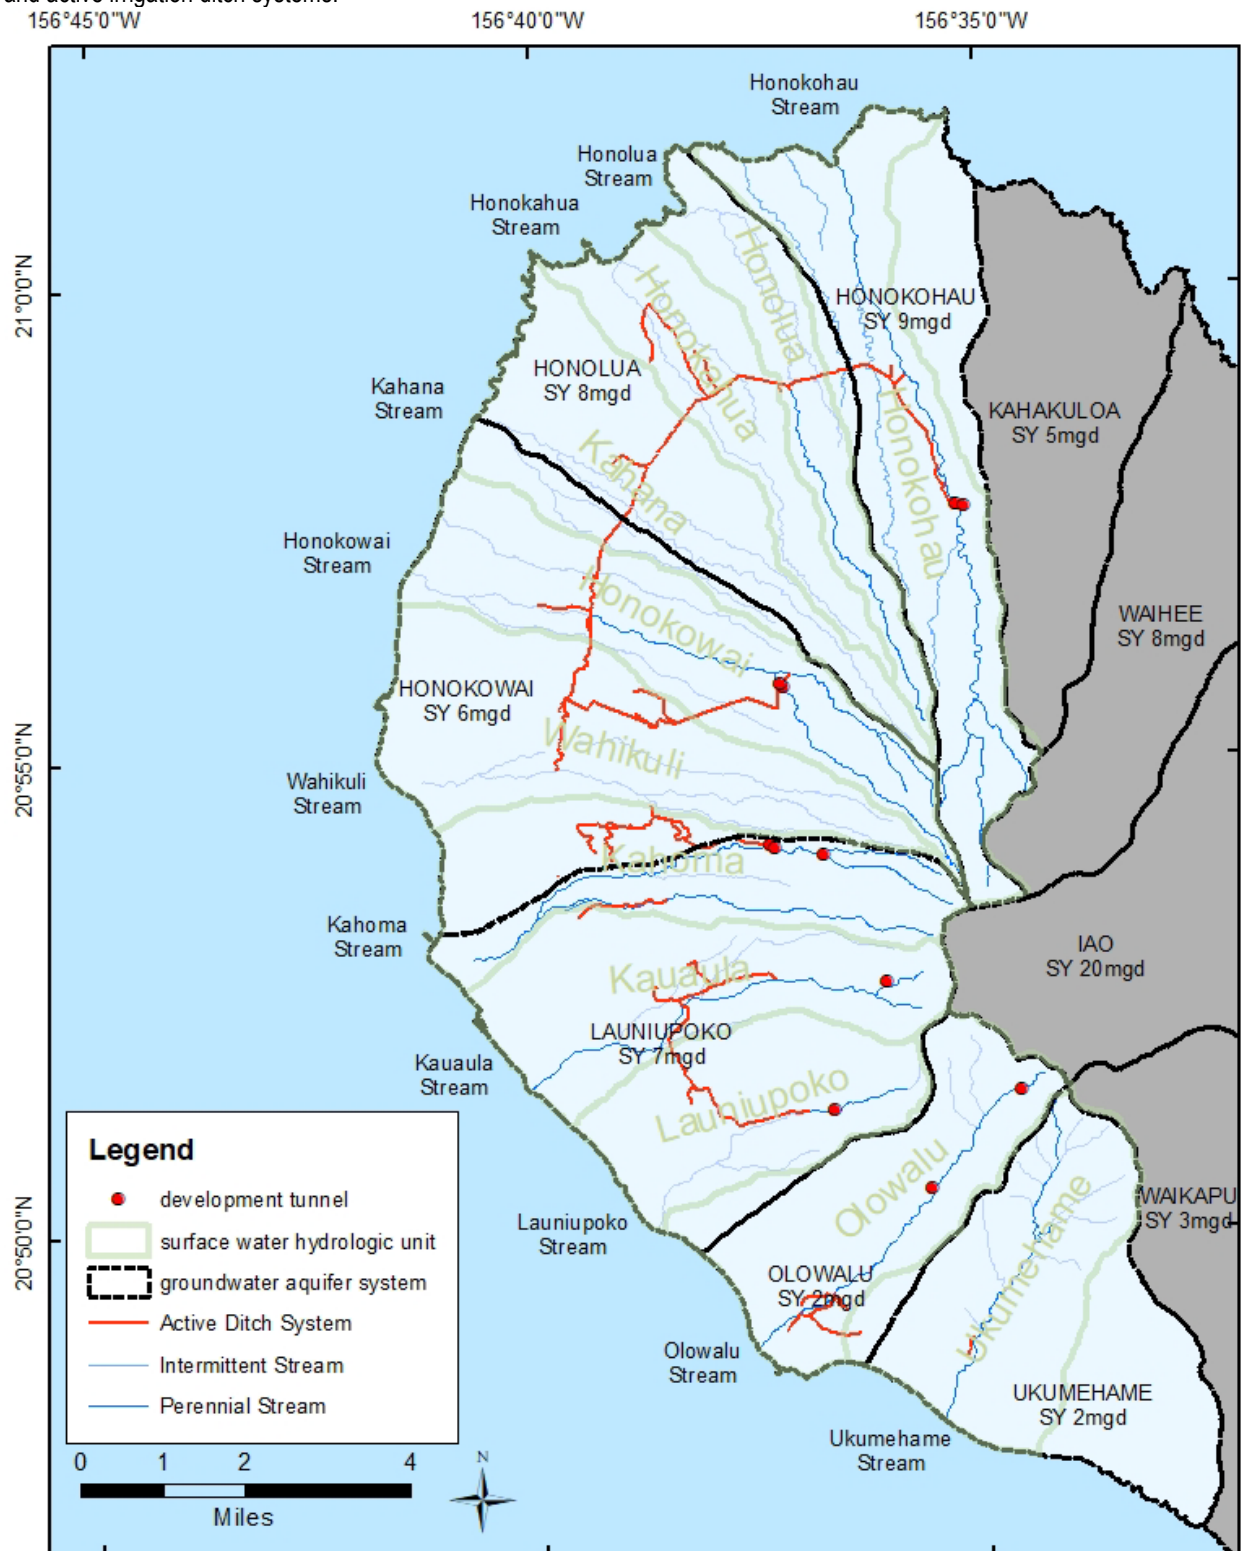 and active irrigation ditch systems.
156°45'0"W
156°40'0"W
156°35'0"W
Honokohau
Stream
Honolua
Stream
Honokahua
Stream
21°0'0"N
Honolua
Honokahua
HONOKOHAU
SY 9mgd
HONOLUA
SY 8mgd
Kahana
Stream
KAHAKULOA
SY 5mgd
Kahana
Honokohau
Honokowai
Stream
Honokowai
WAIHEE
SY 8mgd
HONOKOWAI
SY 6mgd
Wahikuli
20°55'0"N
Wahikuli
Stream
Kahoma
Kahoma
Stream
IAO
SY 20mgd
Kauaula
LAUNIUPOKO
SY 7mgd
Kauaula
Stream
Launiupoko
Olowalu
Ukumehame
WAIKAPU
SY 3mgd
20°50'0"N
Launiupoko
Stream
OLOWALU
SY 2mgd
Olowalu
Stream
UKUMEHAME
SY 2mgd
Ukumehame
Stream
Legend
development tunnel
surface water hydrologic unit
groundwater aquifer system
Active Ditch System
Intermittent Stream
Perennial Stream
0 1 2 4
Miles
N